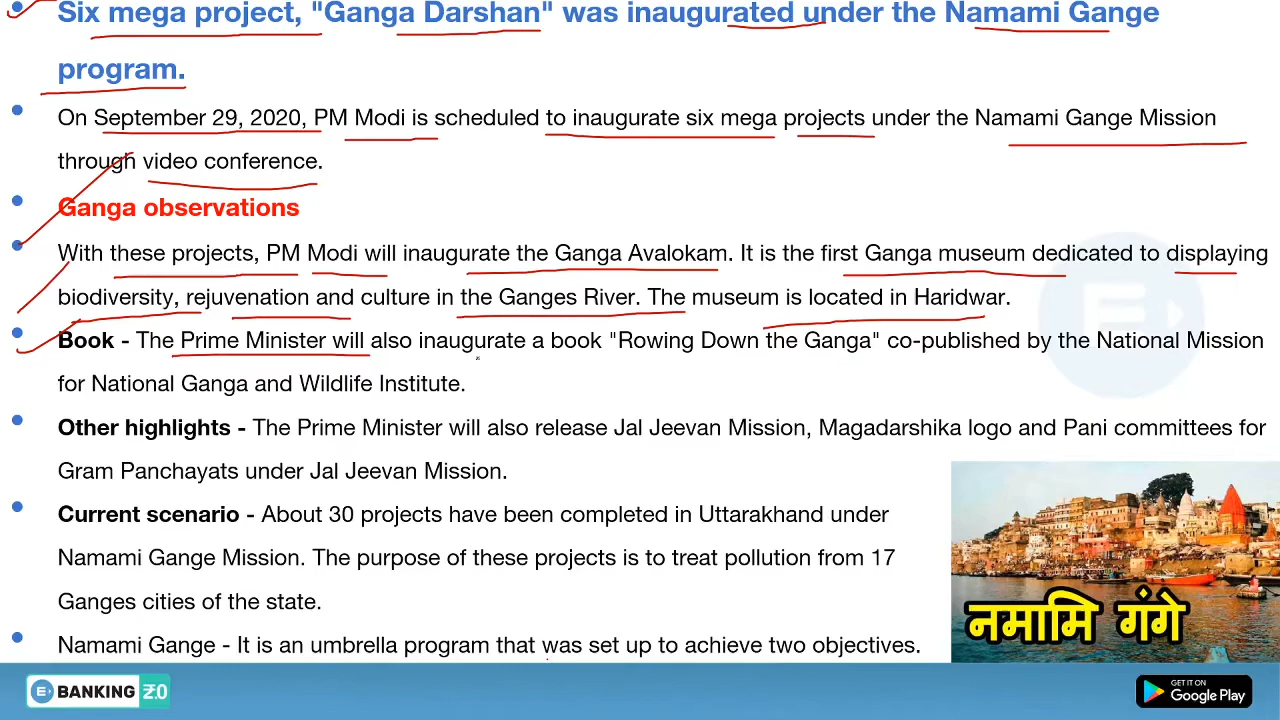 Six mega project, "Ganga Darshan" was inaugurated under the Namami Gange
program.
On September 29, 2020, PM Modi is scheduled to inaugurate six mega projects under the Namami Gange Mission
through video conference.
Ganga observations
With these projects, PM Modi will inaugurate the Ganga Avalokam. It is the first Ganga museum dedicated to displaying
biodiversity, rejuvenation and culture in the Ganges River. The museum is located in Haridwar.
Book - The Prime Minister will also inaugurate a book "Rowing Down the Ganga" co-published by the National Mission
for National Ganga and Wildlife Institute.
Other highlights - The Prime Minister will also release Jal Jeevan Mission, Magadarshika logo and Pani committees for
Gram Panchayats under Jal Jeevan Mission.
Current scenario - About 30 projects have been completed in Uttarakhand under
Namami Gange Mission. The purpose of these projects is to treat pollution from 17
Ganges cities of the state.
Namami Gange - It is an umbrella program that was set up to achieve two objectives.
नमामि गंगे
E BANKING 2.0
GET IT ON
Google Play